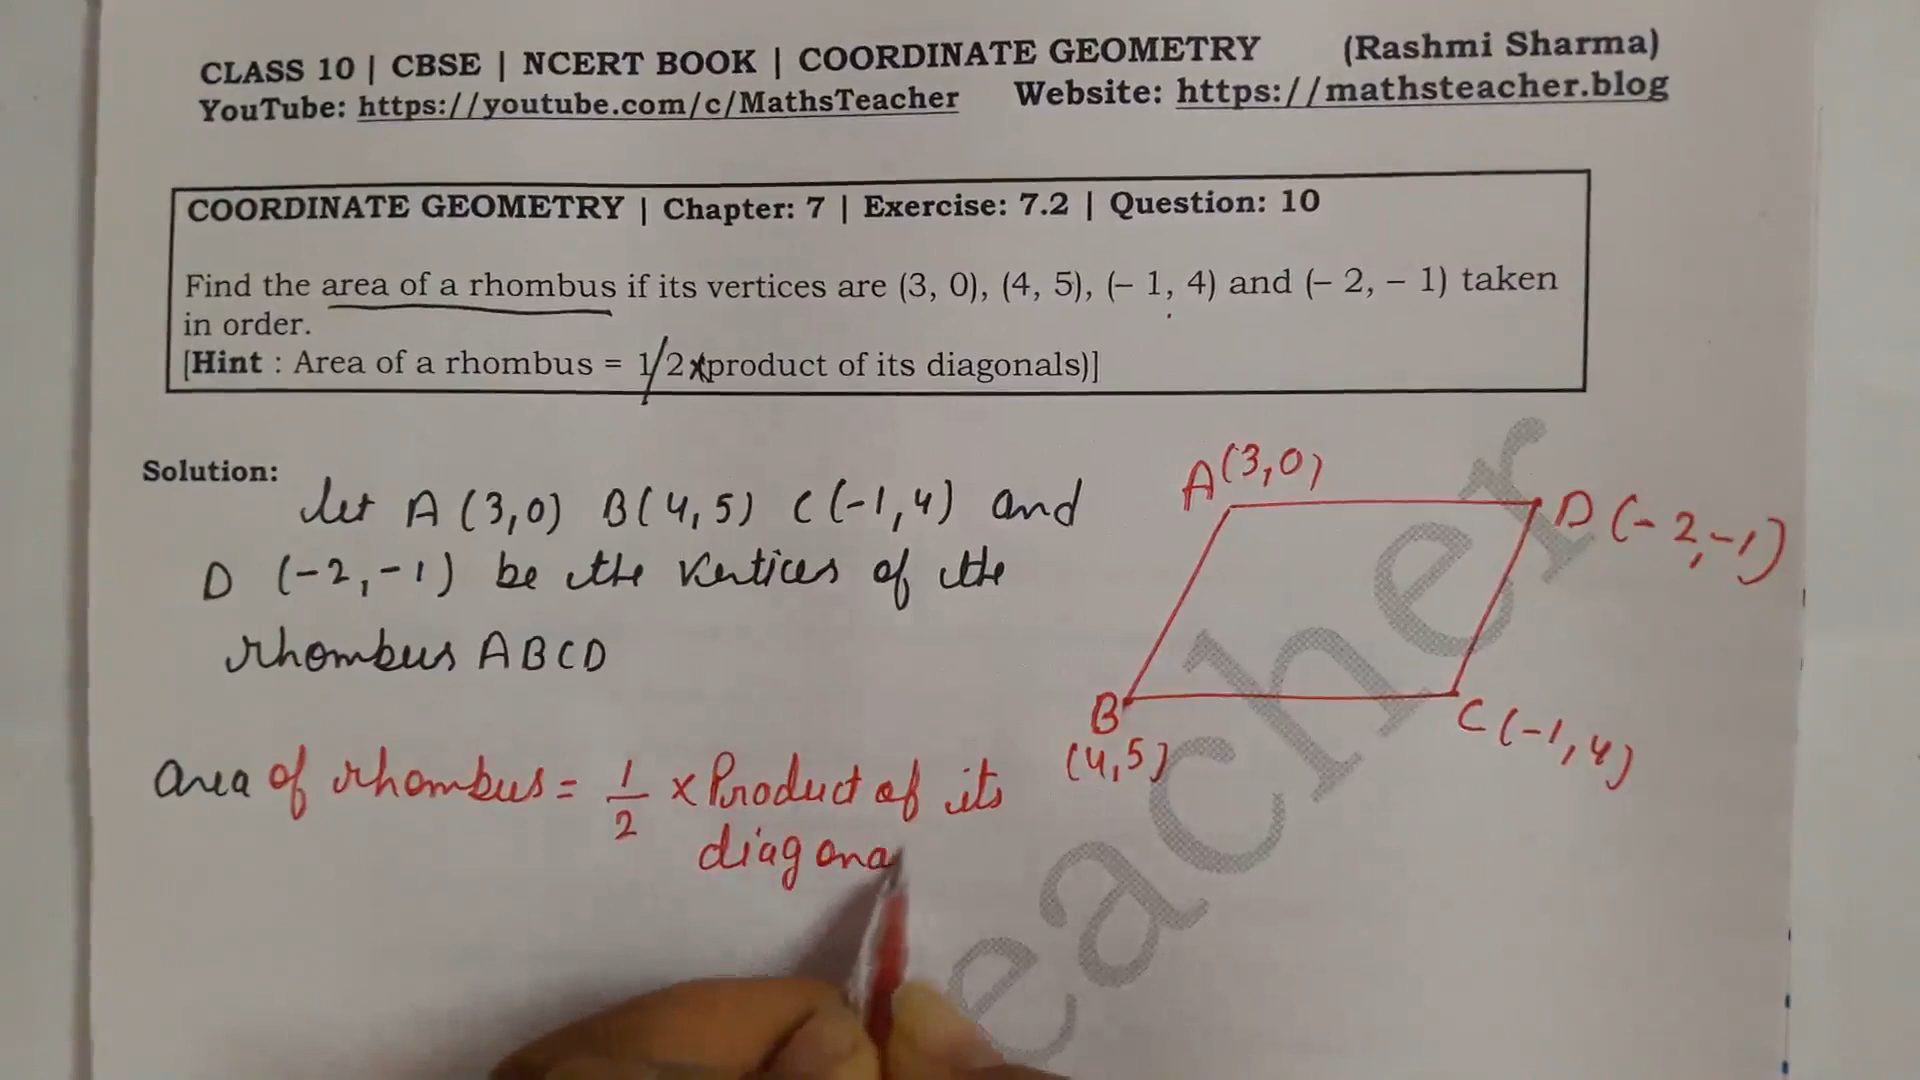 CLASS 10 | CBSE | NCERT BOOK | COORDINATE GEOMETRY (Rashmi Sharma)
YouTube: https://youtube.com/c/MathsTeacher Website: https://mathsteacher.blog
COORDINATE GEOMETRY | Chapter: 7 | Exercise: 7.2 | Question: 10
Find the area of a rhombus if its vertices are (3, 0), (4, 5), (– 1, 4) and (– 2, – 1) taken
in order.
[Hint : Area of a rhombus = 1/2×(product of its diagonals)]
Solution:
let A (3,0) B(4,5) C(-1,4) and
D (-2,-1) be the vertices of the
rhombus ABCD
A(3,0)
D (-2,-1)
B
(4,5)
C(-1,4)
area of rhombus = 1/2 × Product of its
diagona
eacher